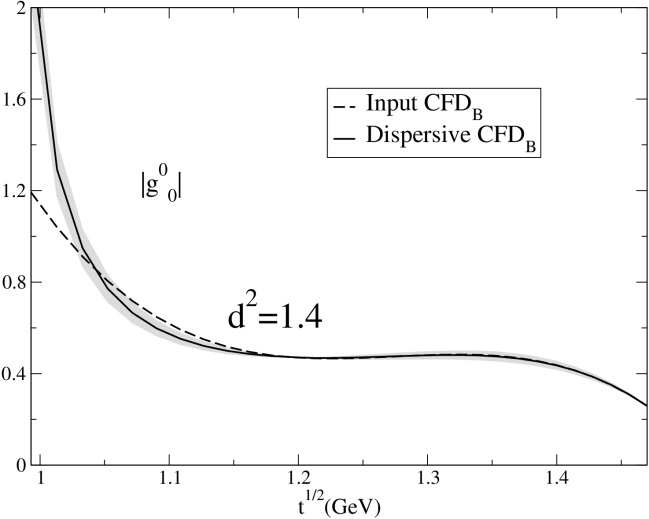 2
1.6
1.2
0.8
0.4
0
Input CFD_B
Dispersive CFD_B
|g^0_0|
d^2=1.4
1 1.1 1.2 1.3 1.4
t^1/2(GeV)